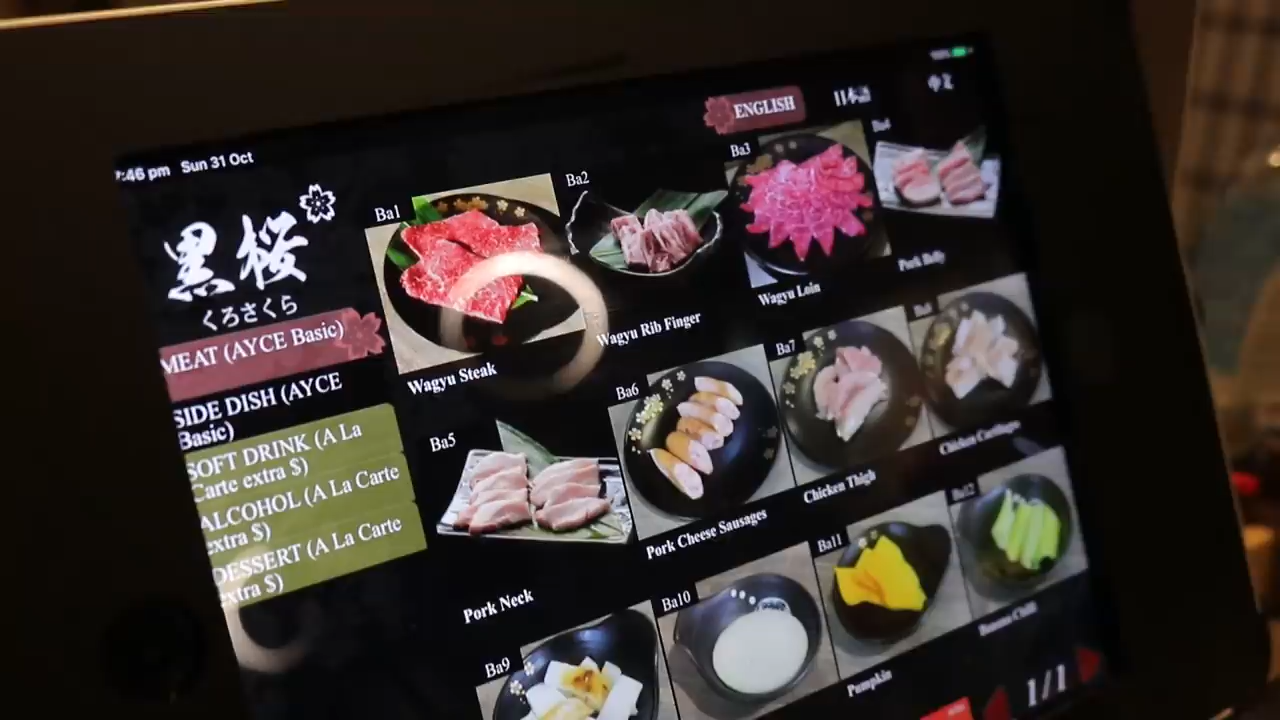 :46 pm Sun 31 Oct
ENGLISH
日本語
中文
黒桜
くろさくら
MEAT (AYCE Basic)
SIDE DISH (AYCE
Basic)
SOFT DRINK (A La
Carte extra $)
ALCOHOL (A La Carte
extra $)
DESSERT (A La Carte
extra $)
Ba1
Wagyu Steak
Ba2
Wagyu Rib Finger
Ba3
Wagyu Loin
Ba4
Pork Belly
Ba5
Pork Neck
Ba6
Pork Cheese Sausages
Ba7
Chicken Thigh
Ba8
Chicken Cartilage
Ba9
Ba10
Ba11
Pumpkin
Ba12
Banana Chilli
1/1